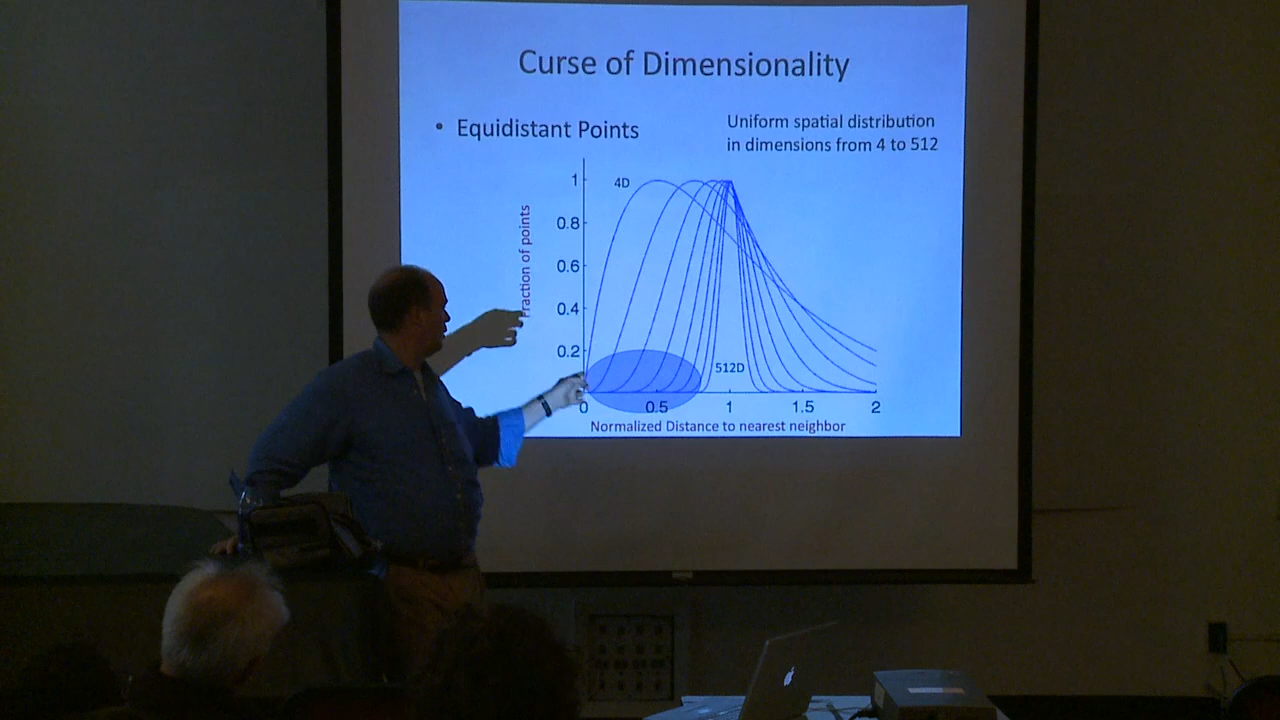 Curse of Dimensionality
• Equidistant Points
Uniform spatial distribution
in dimensions from 4 to 512
4D
1
0.8
0.6
0.4
0.2
Fraction of points
512D
0 0.5 1 1.5 2
Normalized Distance to nearest neighbor